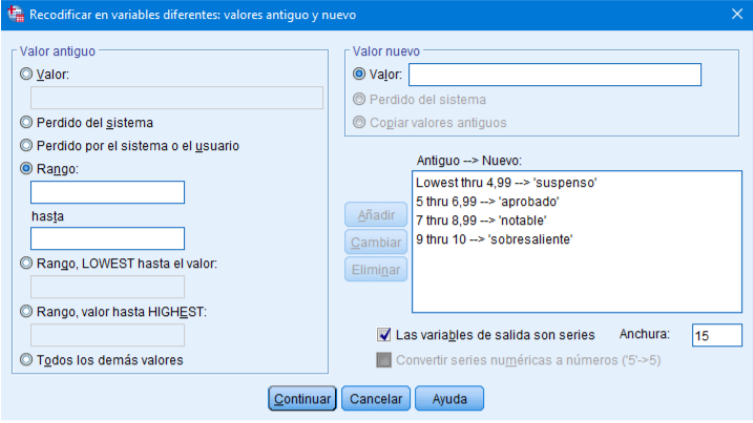 Recodificar en variables diferentes: valores antiguo y nuevo
Valor antiguo
Valor:
Perdido del sistema
Perdido por el sistema o el usuario
Rango:
hasta
Rango, LOWEST hasta el valor:
Rango, valor hasta HIGHEST:
Todos los demás valores
Valor nuevo
Valor:
Perdido del sistema
Copiar valores antiguos
Antiguo --> Nuevo:
Añadir
Cambiar
Eliminar
Lowest thru 4,99 --> 'suspenso'
5 thru 6,99 --> 'aprobado'
7 thru 8,99 --> 'notable'
9 thru 10 --> 'sobresaliente'
Las variables de salida son series Anchura: 15
Convertir series numéricas a números ('5'->5)
Continuar Cancelar Ayuda